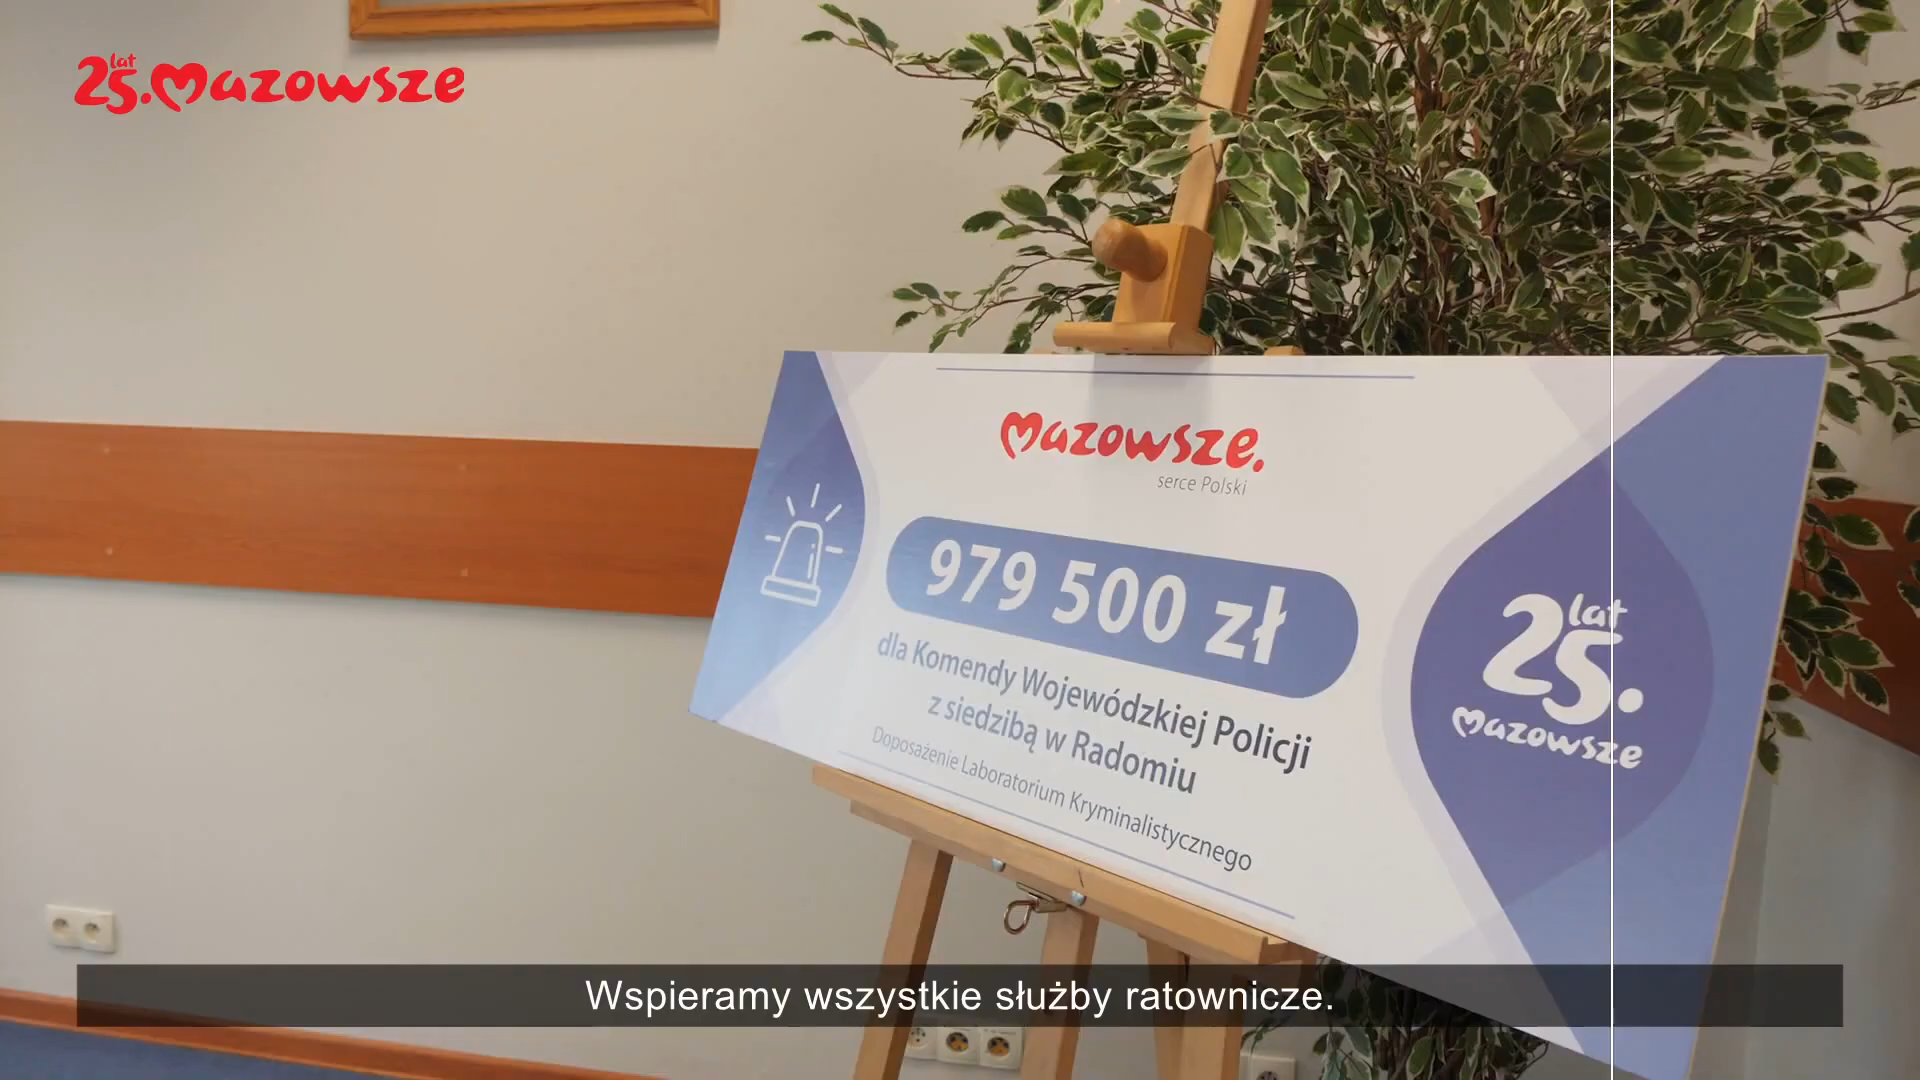 25 lat. Mazowsze
Mazowsze.
serce Polski
979 500 zł
dla Komendy Wojewódzkiej Policji
z siedzibą w Radomiu
Doposażenie Laboratorium Kryminalistycznego
25 lat.
Mazowsze
Wspieramy wszystkie służby ratownicze.